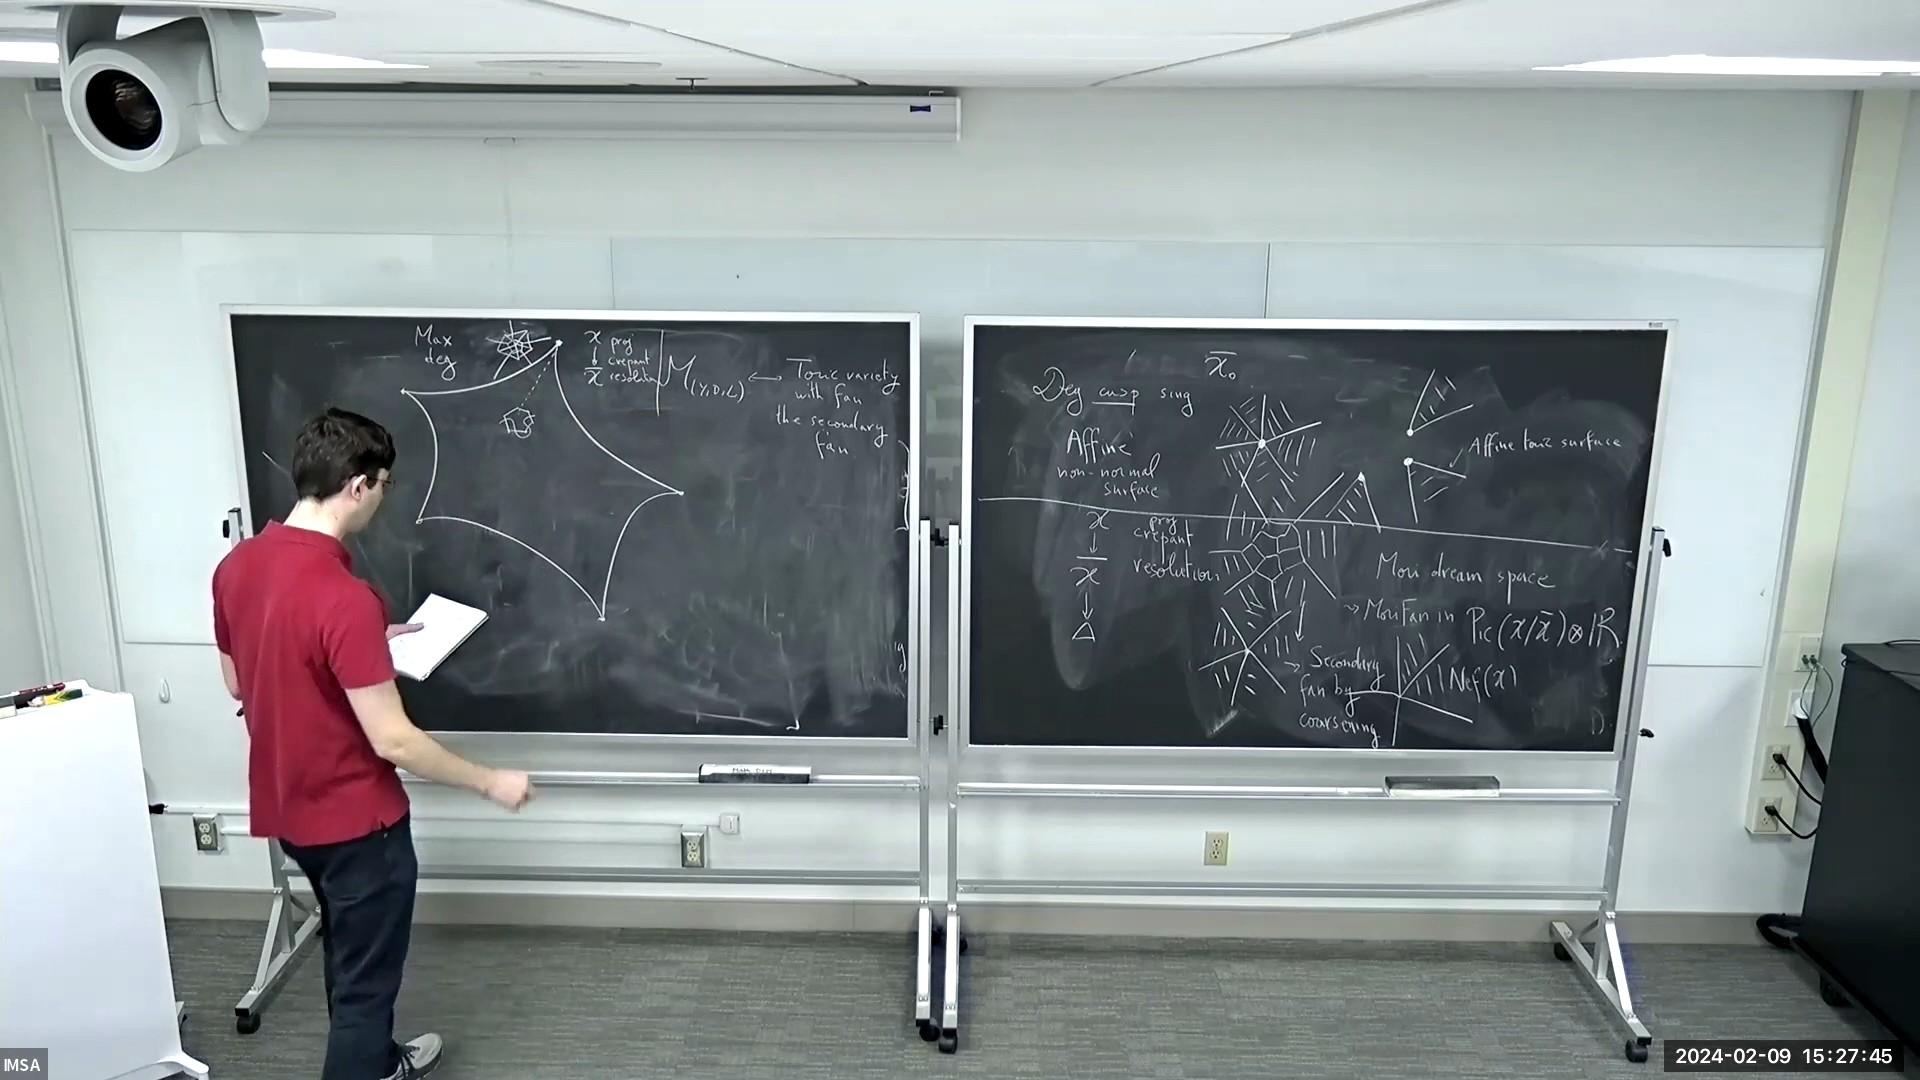 Max
deg
X proj
↓ crepant
X̄ resolution
M(Y,D,L) ⟷ Toric variety
with fan
the secondary
fan
X̄₀
Deg cusp sing
Affine
non-normal
surface
Affine toric surface
X proj
↓ crepant
X̄ resolution
↓
Δ
Mori dream space
⇝ MoriFan in Pic(X/X̄)⊗ℝ
Secondary
fan by
coarsening
Nef(X)
IMSA
2024-02-09 15:27:45